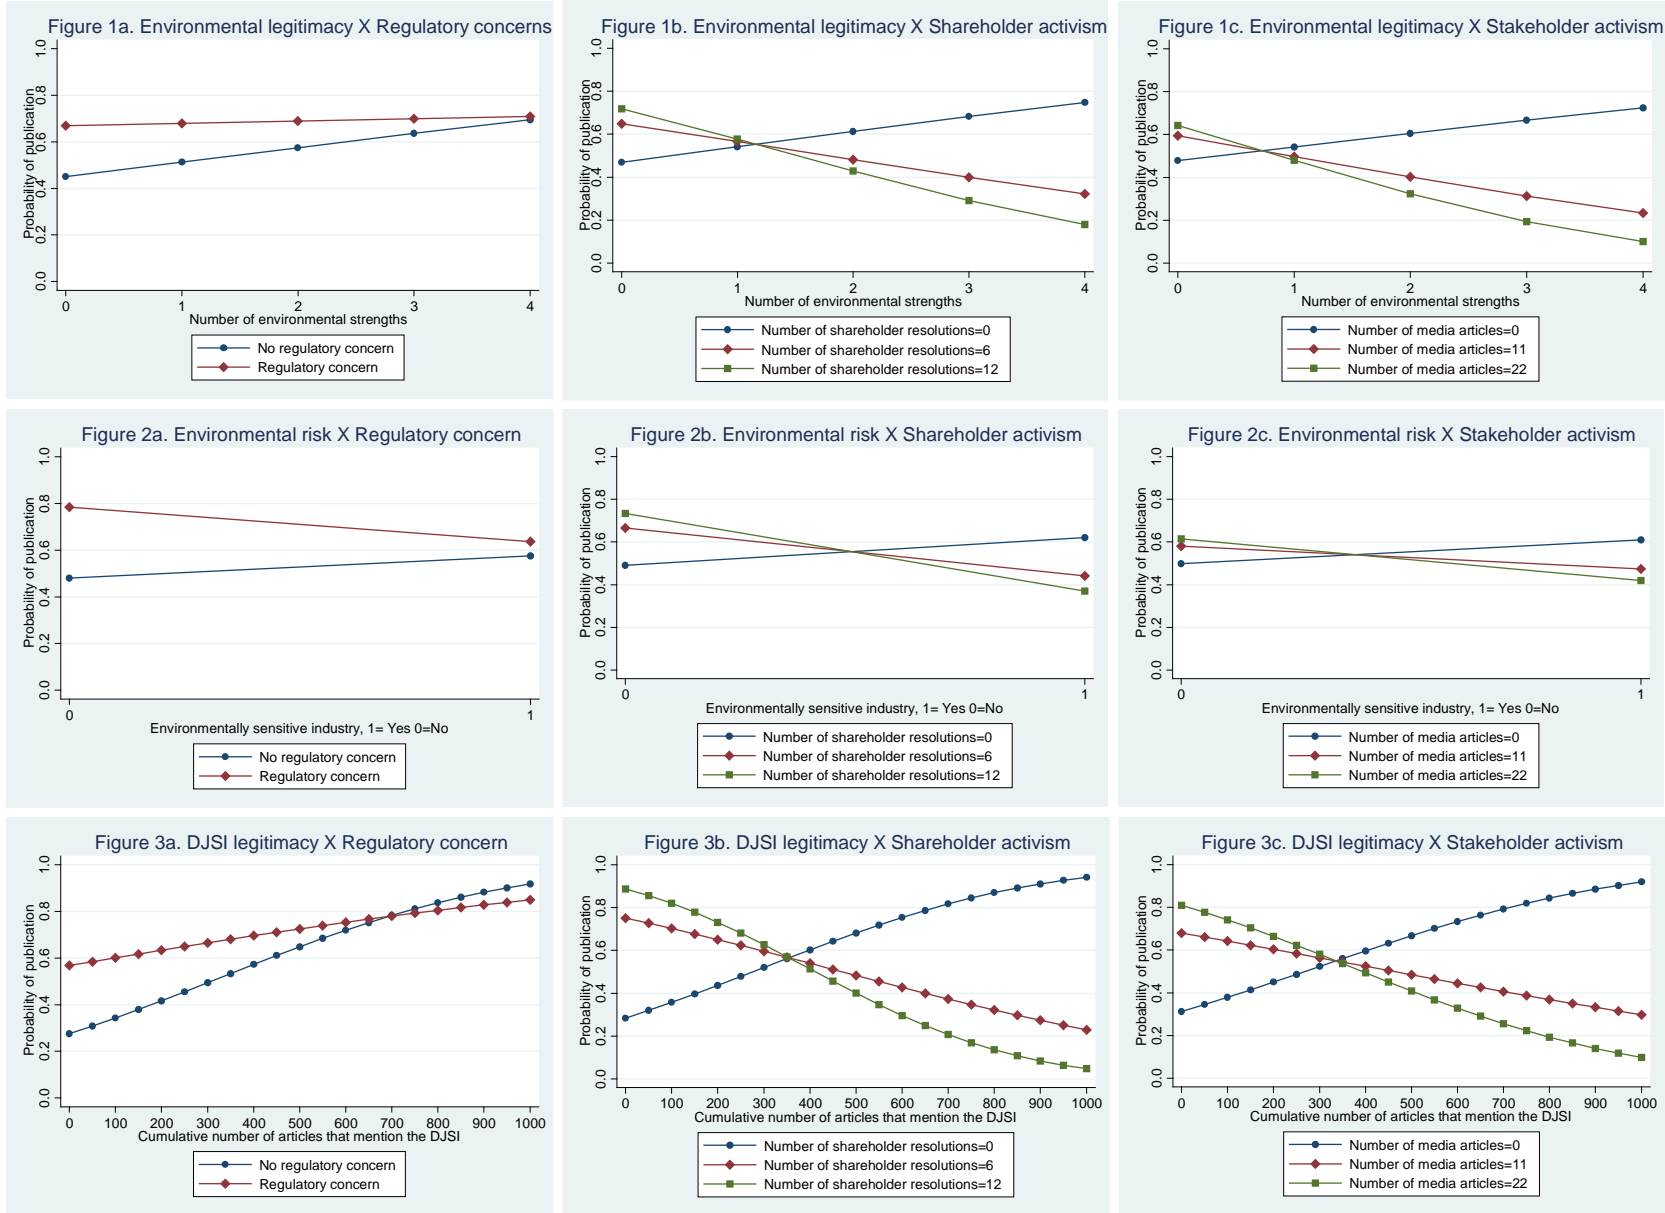 Figure 1a. Environmental legitimacy X Regulatory concerns
Probability of publication
0.0 0.2 0.4 0.6 0.8 1.0
0 1 2 3 4
Number of environmental strengths
No regulatory concern
Regulatory concern
Figure 1b. Environmental legitimacy X Shareholder activism
Probability of publication
0.0 0.2 0.4 0.6 0.8 1.0
0 1 2 3 4
Number of environmental strengths
Number of shareholder resolutions=0
Number of shareholder resolutions=6
Number of shareholder resolutions=12
Figure 1c. Environmental legitimacy X Stakeholder activism
Probability of publication
0.0 0.2 0.4 0.6 0.8 1.0
0 1 2 3 4
Number of environmental strengths
Number of media articles=0
Number of media articles=11
Number of media articles=22
Figure 2a. Environmental risk X Regulatory concern
Probability of publication
0.0 0.2 0.4 0.6 0.8 1.0
0 1
Environmentally sensitive industry, 1= Yes 0=No
No regulatory concern
Regulatory concern
Figure 2b. Environmental risk X Shareholder activism
Probability of publication
0.0 0.2 0.4 0.6 0.8 1.0
0 1
Environmentally sensitive industry, 1= Yes 0=No
Number of shareholder resolutions=0
Number of shareholder resolutions=6
Number of shareholder resolutions=12
Figure 2c. Environmental risk X Stakeholder activism
Probability of publication
0.0 0.2 0.4 0.6 0.8 1.0
0 1
Environmentally sensitive industry, 1= Yes 0=No
Number of media articles=0
Number of media articles=11
Number of media articles=22
Figure 3a. DJSI legitimacy X Regulatory concern
Probability of publication
0.0 0.2 0.4 0.6 0.8 1.0
0 100 200 300 400 500 600 700 800 900 1000
Cumulative number of articles that mention the DJSI
No regulatory concern
Regulatory concern
Figure 3b. DJSI legitimacy X Shareholder activism
Probability of publication
0.0 0.2 0.4 0.6 0.8 1.0
0 100 200 300 400 500 600 700 800 900 1000
Cumulative number of articles that mention the DJSI
Number of shareholder resolutions=0
Number of shareholder resolutions=6
Number of shareholder resolutions=12
Figure 3c. DJSI legitimacy X Stakeholder activism
Probability of publication
0.0 0.2 0.4 0.6 0.8 1.0
0 100 200 300 400 500 600 700 800 900 1000
Cumulative number of articles that mention the DJSI
Number of media articles=0
Number of media articles=11
Number of media articles=22